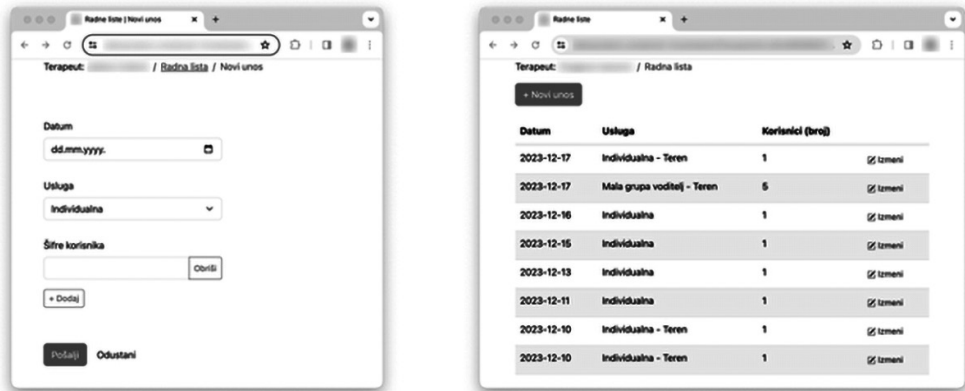 Radne liste | Novi unos
Terapeut: / Radna lista / Novi unos
Datum
dd.mm.yyyy.
Usluga
Individualna
Šifre korisnika
Obriši
+ Dodaj
Pošalji Odustani
Radne liste
Terapeut: / Radna lista
+ Novi unos
Datum Usluga Korisnici (broj)
2023-12-17 Individualna - Teren 1 Izmeni
2023-12-17 Mala grupa voditelj - Teren 5 Izmeni
2023-12-16 Individualna 1 Izmeni
2023-12-15 Individualna 1 Izmeni
2023-12-13 Individualna 1 Izmeni
2023-12-11 Individualna 1 Izmeni
2023-12-10 Individualna - Teren 1 Izmeni
2023-12-10 Individualna - Teren 1 Izmeni